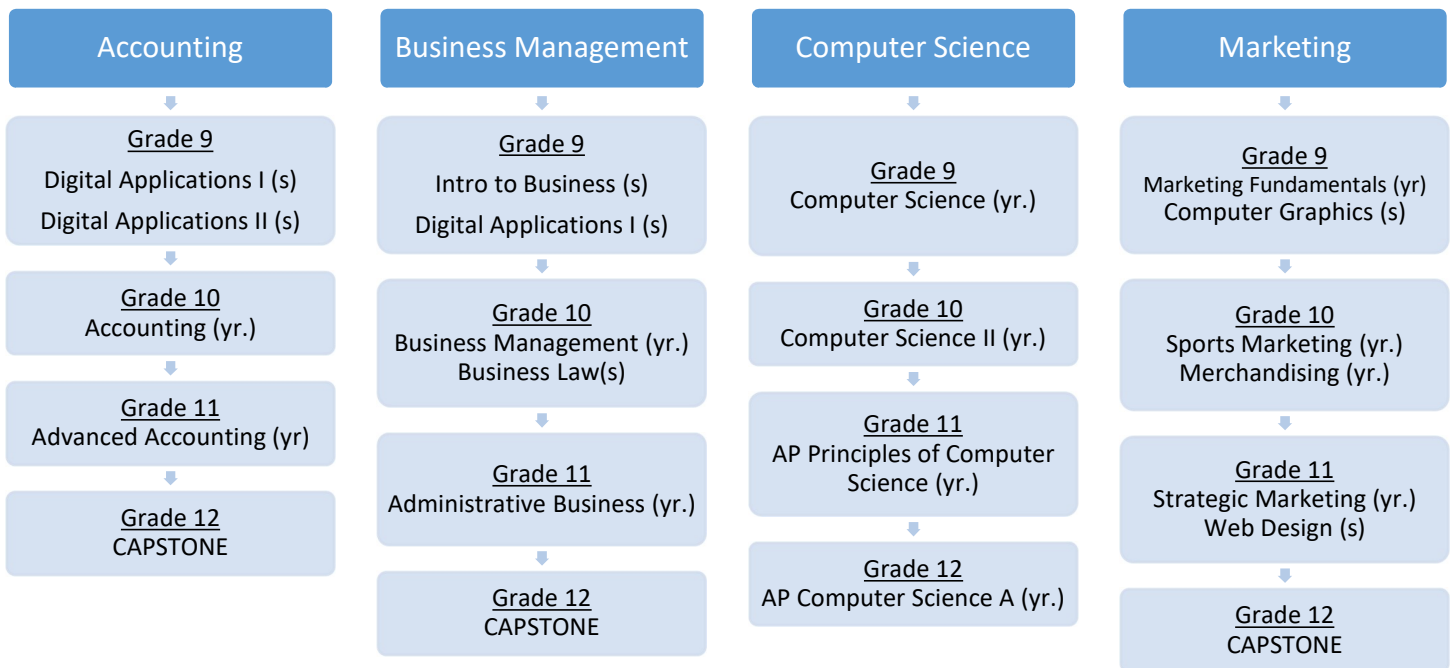 Accounting
Grade 9
Digital Applications I (s)
Digital Applications II (s)
Grade 10
Accounting (yr.)
Grade 11
Advanced Accounting (yr)
Grade 12
CAPSTONE
Business Management
Grade 9
Intro to Business (s)
Digital Applications I (s)
Grade 10
Business Management (yr.)
Business Law(s)
Grade 11
Administrative Business (yr.)
Grade 12
CAPSTONE
Computer Science
Grade 9
Computer Science (yr.)
Grade 10
Computer Science II (yr.)
Grade 11
AP Principles of Computer
Science (yr.)
Grade 12
AP Computer Science A (yr.)
Marketing
Grade 9
Marketing Fundamentals (yr)
Computer Graphics (s)
Grade 10
Sports Marketing (yr.)
Merchandising (yr.)
Grade 11
Strategic Marketing (yr.)
Web Design (s)
Grade 12
CAPSTONE